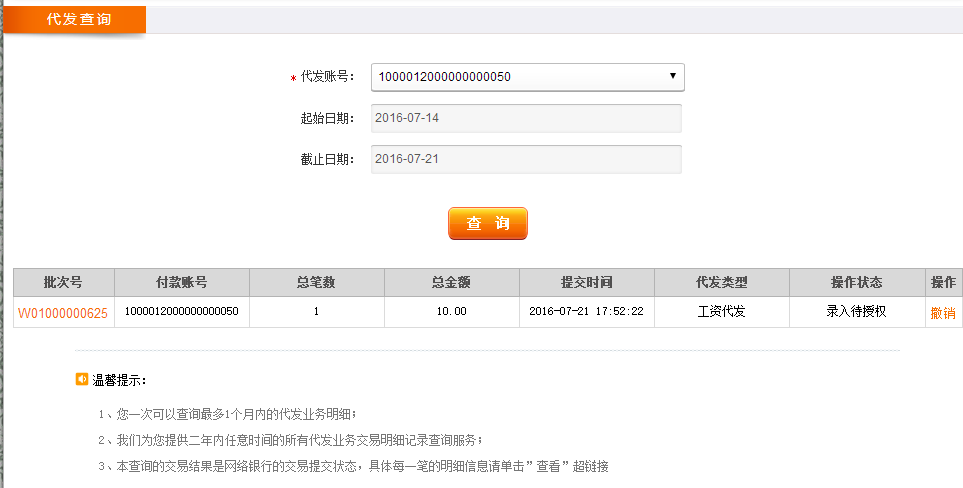 代发查询
* 代发账号： 1000012000000000050
起始日期： 2016-07-14
截止日期： 2016-07-21
查 询
批次号 付款账号 总笔数 总金额 提交时间 代发类型 操作状态 操作
W01000000625 1000012000000000050 1 10.00 2016-07-21 17:52:22 工资代发 录入待授权 撤销
温馨提示：
1、您一次可以查询最多1个月内的代发业务明细；
2、我们为您提供二年内任意时间的所有代发业务交易明细记录查询服务；
3、本查询的交易结果是网络银行的交易提交状态，具体每一笔的明细信息请单击”查看”超链接